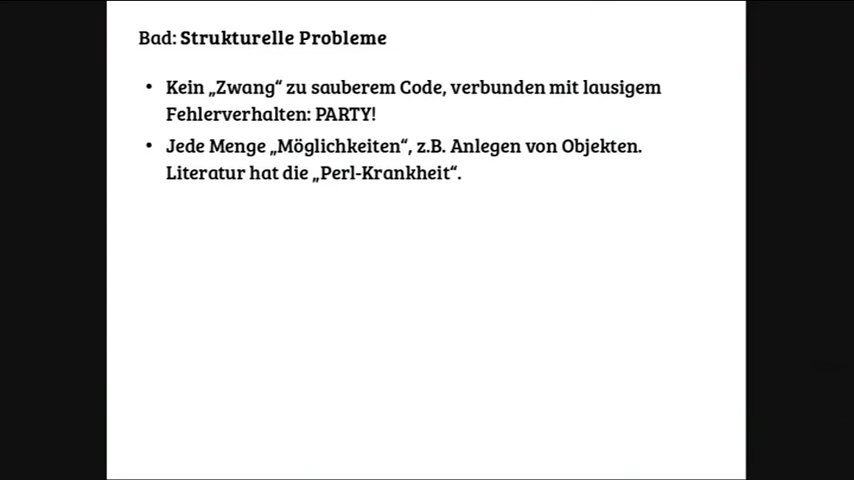 Bad: Strukturelle Probleme
• Kein „Zwang“ zu sauberem Code, verbunden mit lausigem
Fehlerverhalten: PARTY!
• Jede Menge „Möglichkeiten“, z.B. Anlegen von Objekten.
Literatur hat die „Perl-Krankheit“.